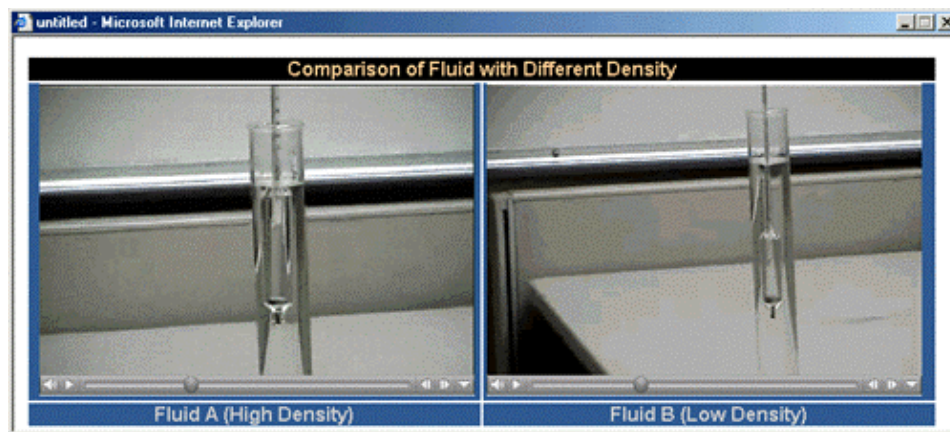 untitled - Microsoft Internet Explorer
Comparison of Fluid with Different Density
Fluid A (High Density)
Fluid B (Low Density)